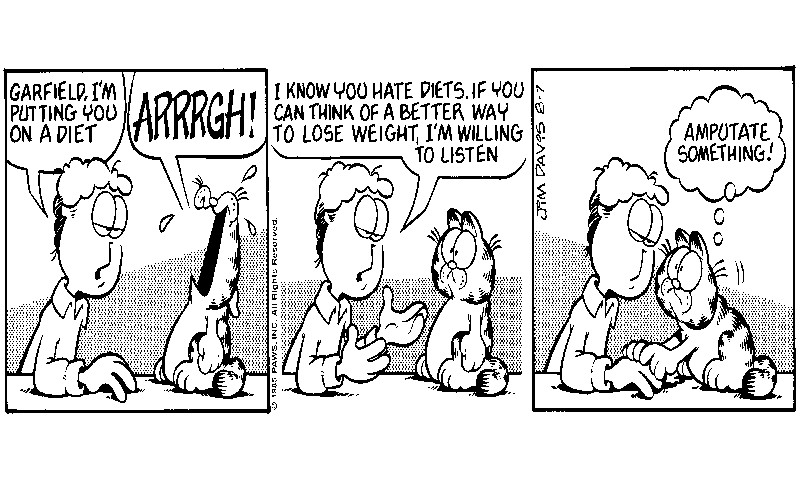 GARFIELD, I'M
PUTTING YOU
ON A DIET
ARRRGH!
© 1985 PAWS, INC. All Rights Reserved.
I KNOW YOU HATE DIETS. IF YOU
CAN THINK OF A BETTER WAY
TO LOSE WEIGHT, I'M WILLING
TO LISTEN
JIM DAVIS 8-7
AMPUTATE
SOMETHING!